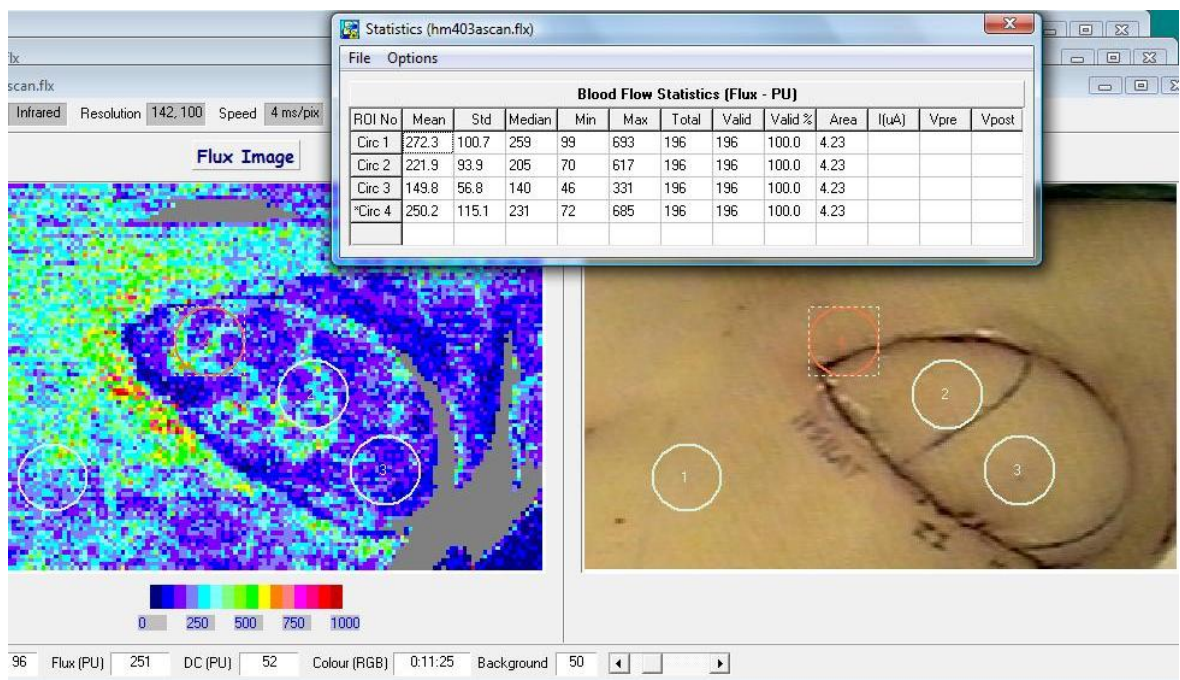 Statistics (hm403ascan.flx)
File Options
Blood Flow Statistics (Flux - PU)
ROI No Mean Std Median Min Max Total Valid Valid % Area I(uA) Vpre Vpost
Circ 1 272.3 100.7 259 99 693 196 196 100.0 4.23
Circ 2 221.9 93.9 205 70 617 196 196 100.0 4.23
Circ 3 149.8 56.8 140 46 331 196 196 100.0 4.23
*Circ 4 250.2 115.1 231 72 685 196 196 100.0 4.23
scan.flx
Infrared Resolution 142, 100 Speed 4 ms/pix
Flux Image
2
3
1
2
3
0 250 500 750 1000
96 Flux (PU) 251 DC (PU) 52 Colour (RGB) 0:11:25 Background 50